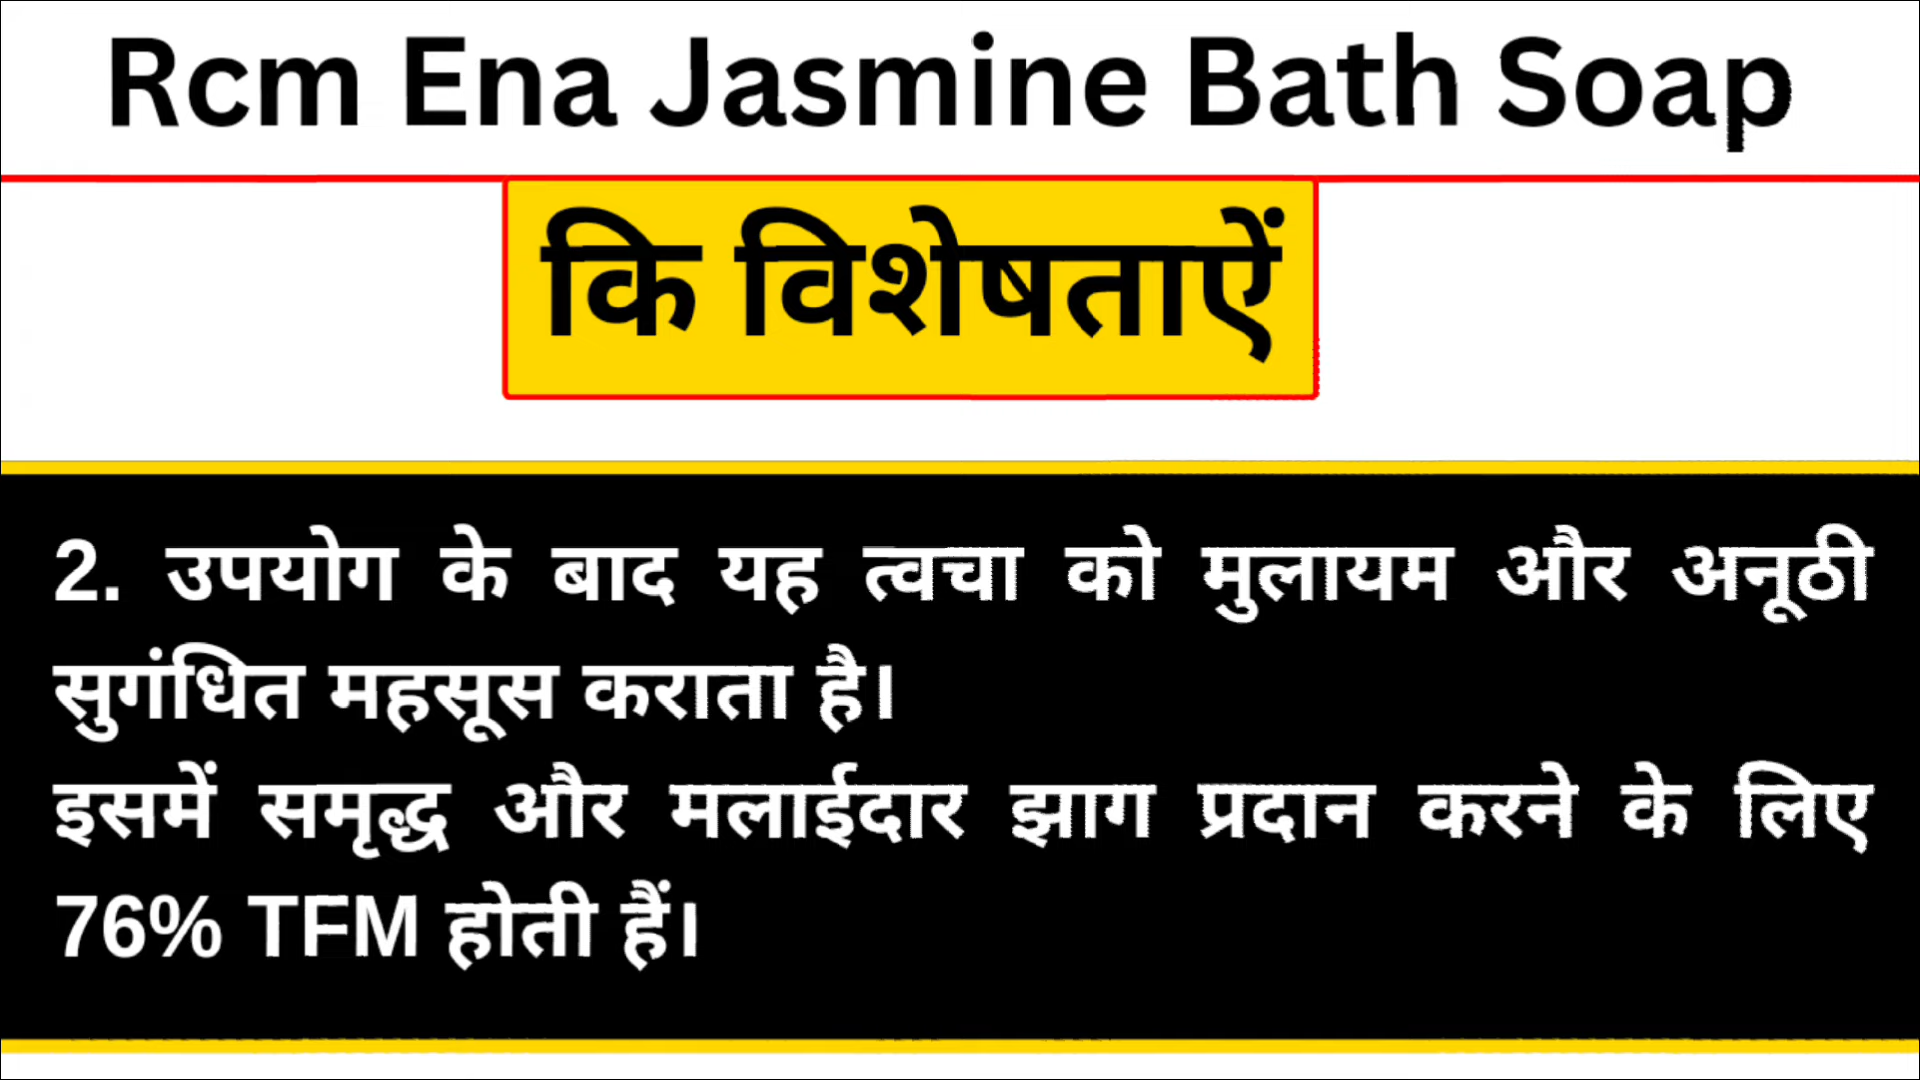 Rcm Ena Jasmine Bath Soap
कि विशेषताऐं
2. उपयोग के बाद यह त्वचा को मुलायम और अनूठी
सुगंधित महसूस कराता है।
इसमें समृद्ध और मलाईदार झाग प्रदान करने के लिए
76% TFM होती हैं।